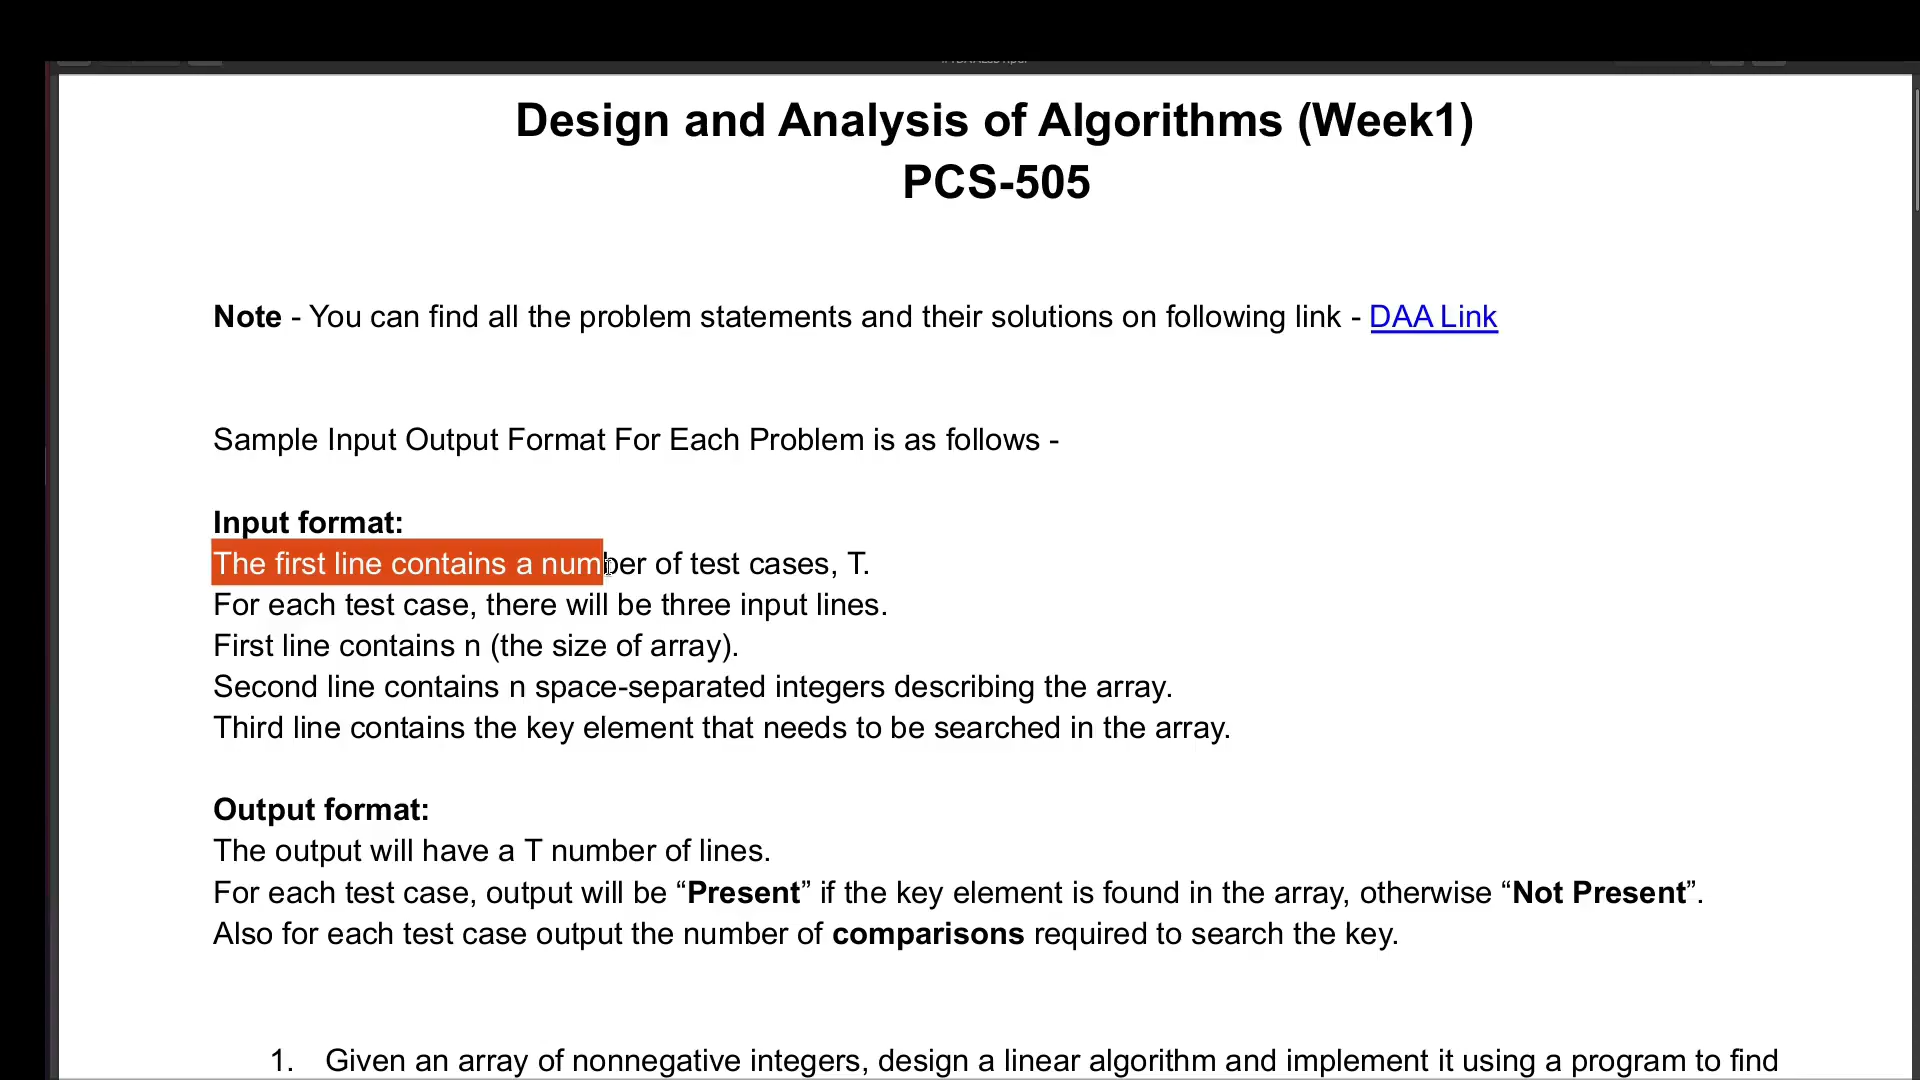 Design and Analysis of Algorithms (Week1)
PCS-505
Note - You can find all the problem statements and their solutions on following link - DAA Link
Sample Input Output Format For Each Problem is as follows -
Input format:
The first line contains a number of test cases, T.
For each test case, there will be three input lines.
First line contains n (the size of array).
Second line contains n space-separated integers describing the array.
Third line contains the key element that needs to be searched in the array.
Output format:
The output will have a T number of lines.
For each test case, output will be “Present” if the key element is found in the array, otherwise “Not Present”.
Also for each test case output the number of comparisons required to search the key.
1. Given an array of nonnegative integers, design a linear algorithm and implement it using a program to find